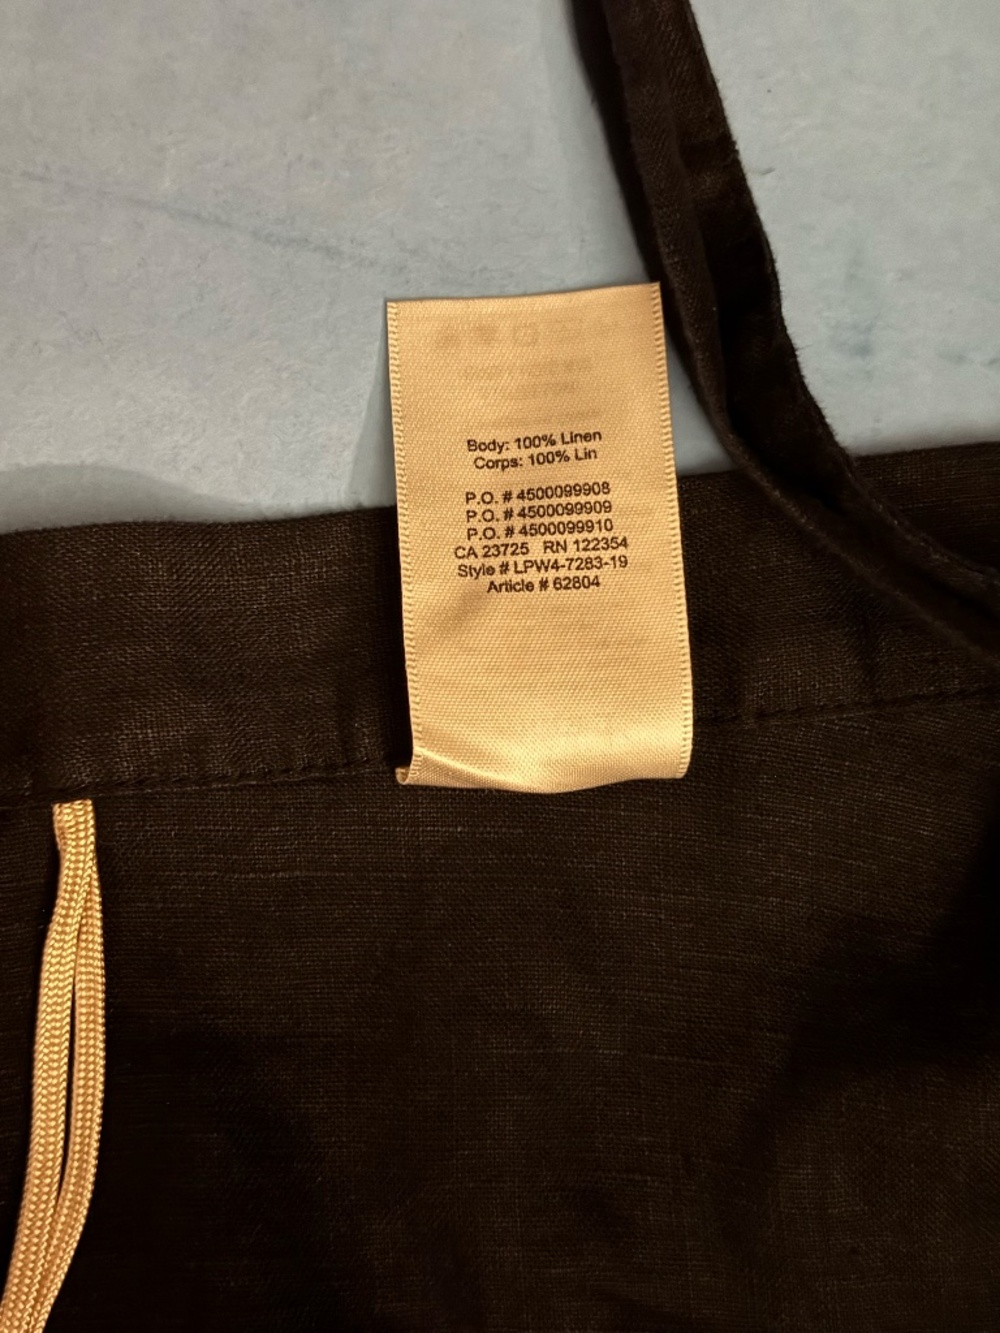 Body: 100% Linen
Corps: 100% Lin
P.O. # 4500099908
P.O. # 4500099909
P.O. # 4500099910
CA 23725 RN 122354
Style # LPW4-7283-19
Article # 62804